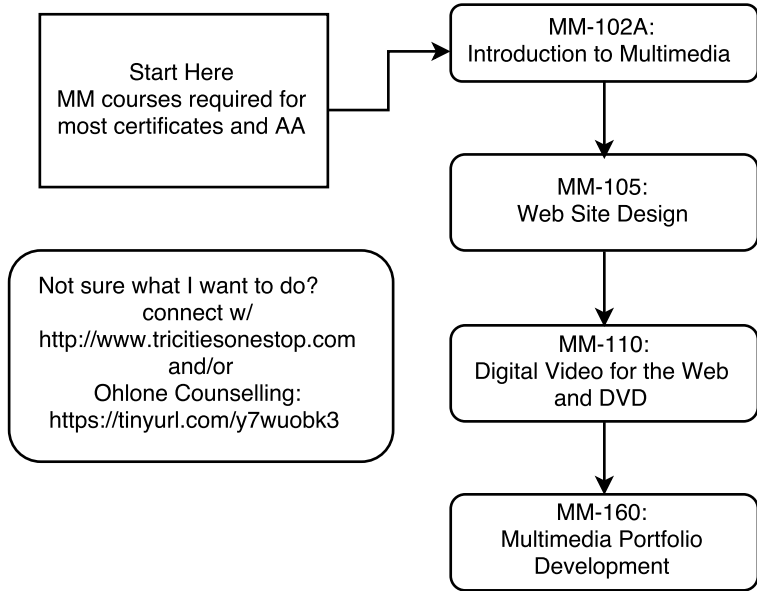 Start Here
MM courses required for
most certificates and AA
MM-102A:
Introduction to Multimedia
MM-105:
Web Site Design
Not sure what I want to do?
connect w/
http://www.tricitiesonestop.com
and/or
Ohlone Counselling:
https://tinyurl.com/y7wuobk3
MM-110:
Digital Video for the Web
and DVD
MM-160:
Multimedia Portfolio
Development